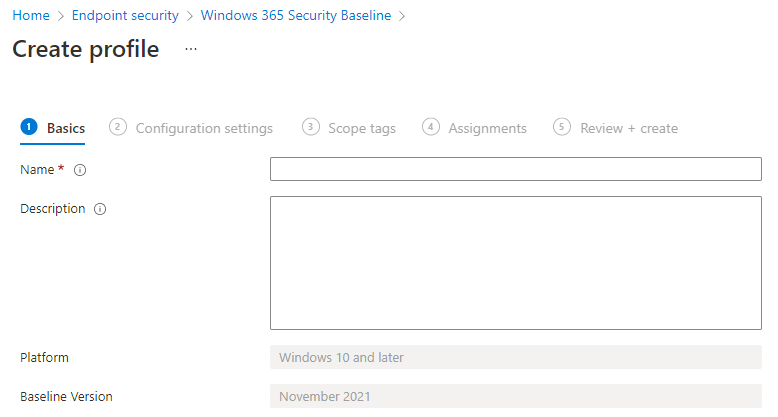 Home > Endpoint security > Windows 365 Security Baseline >
Create profile ...
1 Basics 2 Configuration settings 3 Scope tags 4 Assignments 5 Review + create
Name *
Description
Platform Windows 10 and later
Baseline Version November 2021